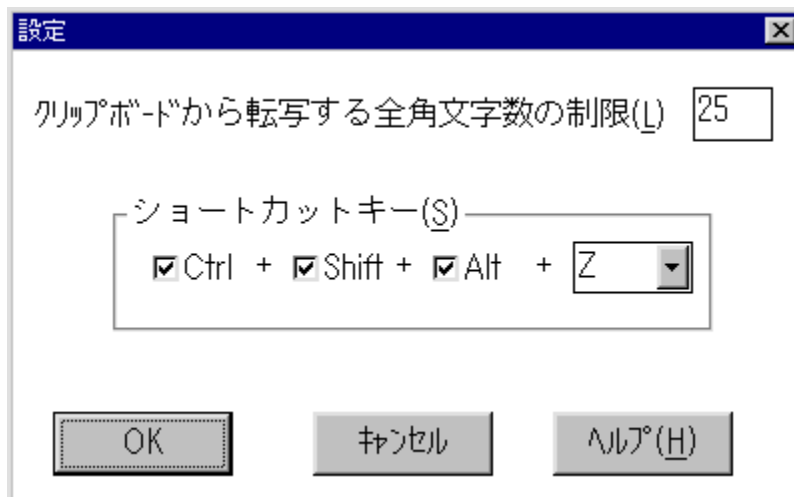 設定
ｸﾘｯﾌﾟﾎﾞｰﾄﾞから転写する全角文字数の制限(L) 25
ショートカットキー(S)
Ctrl + Shift + Alt + Z
OK ｷｬﾝｾﾙ ﾍﾙﾌﾟ(H)